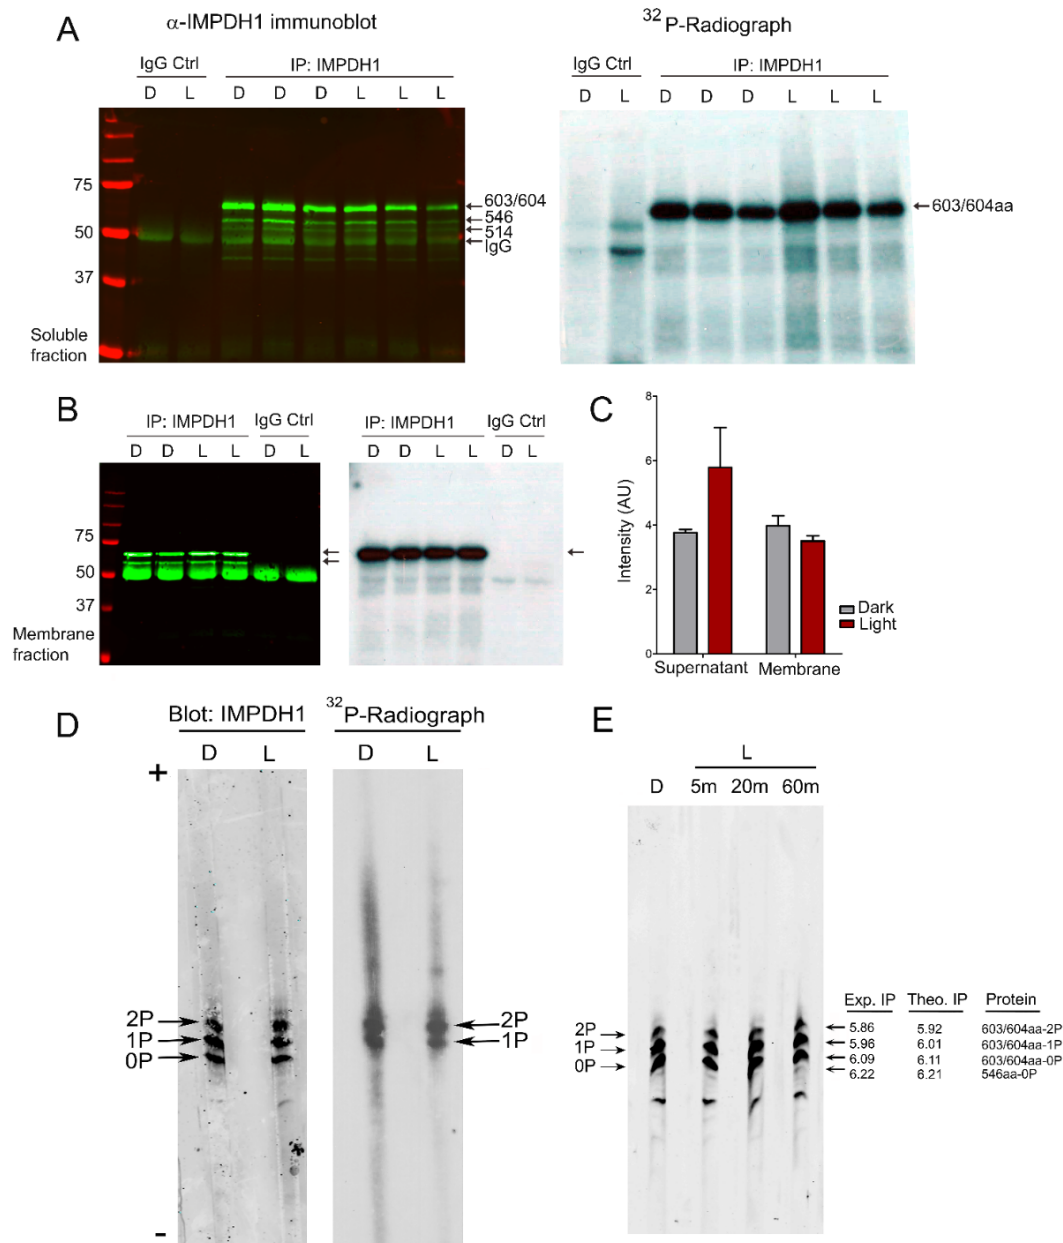 A
α-IMPDH1 immunoblot
IgG Ctrl
IP: IMPDH1
D L D D D L L L
75
50
37
Soluble
fraction
603/604
546
514
IgG
32P-Radiograph
IgG Ctrl
IP: IMPDH1
D L D D D L L L
603/604aa
B
IP: IMPDH1
IgG Ctrl
D D L L D L
75
50
37
Membrane
fraction
IP: IMPDH1
IgG Ctrl
D D L L D L
C
Intensity (AU)
8
6
4
2
0
Supernatant
Membrane
Dark
Light
D
Blot: IMPDH1
D L
+
2P
1P
0P
-
32P-Radiograph
D L
2P
1P
E
L
D 5m 20m 60m
2P
1P
0P
Exp. IP Theo. IP Protein
5.86 5.92 603/604aa-2P
5.96 6.01 603/604aa-1P
6.09 6.11 603/604aa-0P
6.22 6.21 546aa-0P